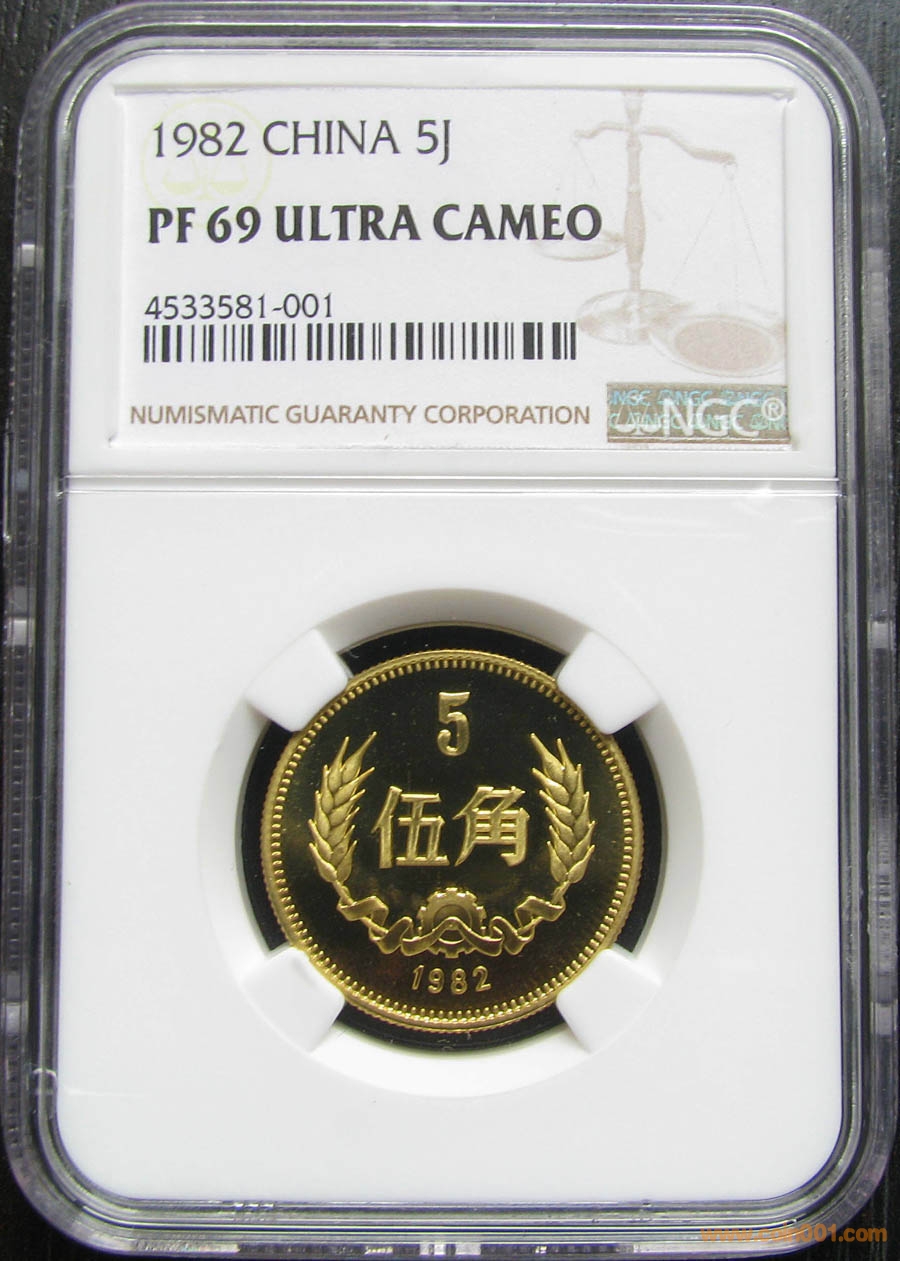 1982 CHINA 5J
PF 69 ULTRA CAMEO
4533581-001
NUMISMATIC GUARANTY CORPORATION
NGC®
5
伍角
1982
www.coin001.com